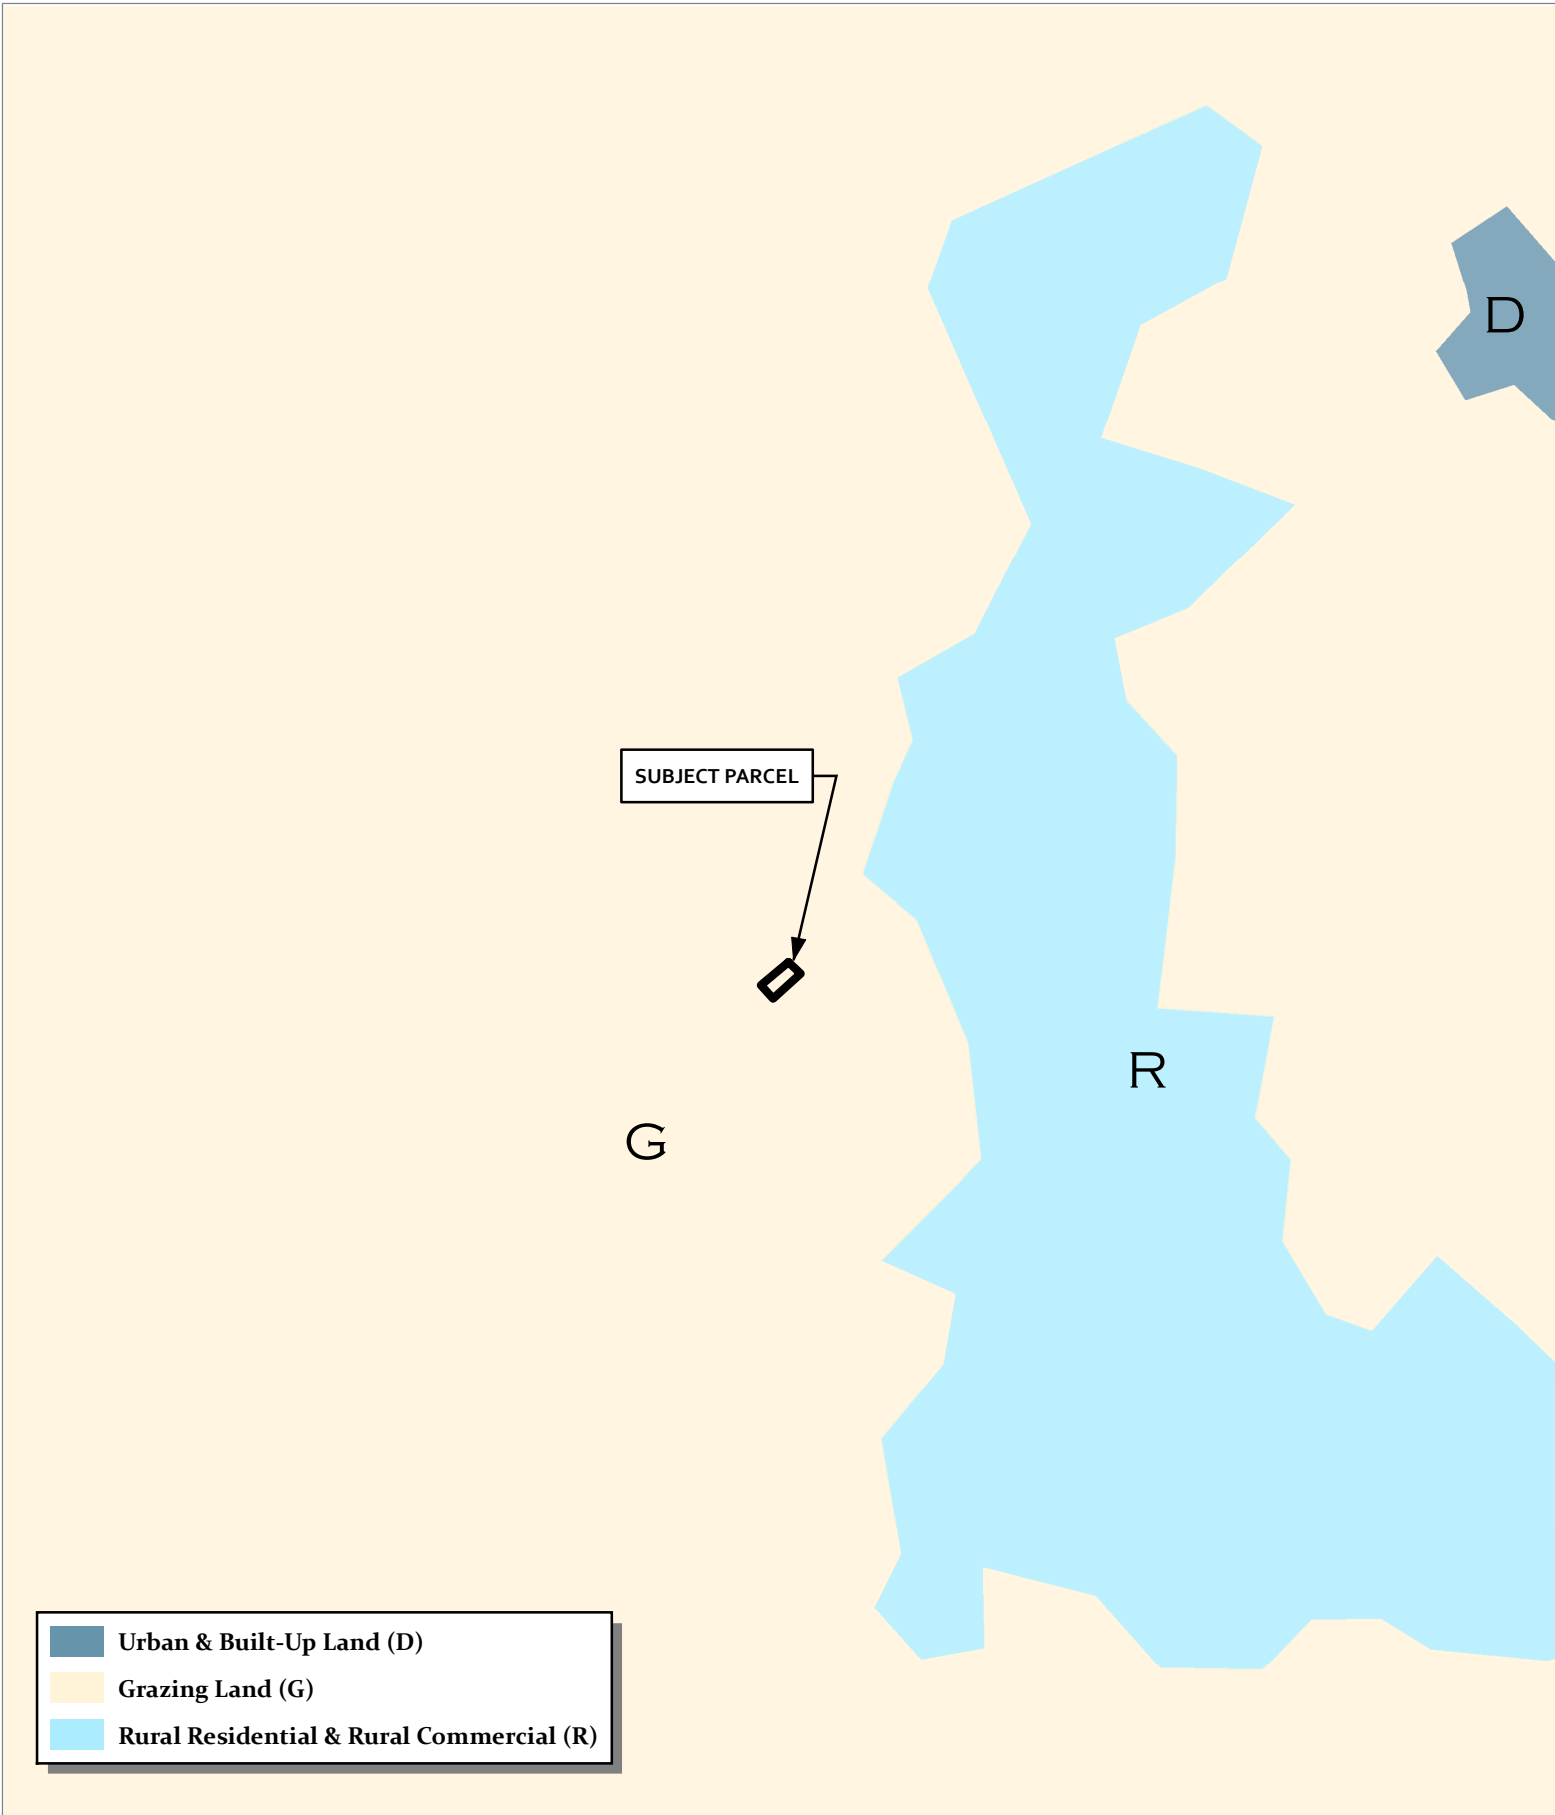 D
SUBJECT PARCEL
R
G
Urban & Built-Up Land (D)
Grazing Land (G)
Rural Residential & Rural Commercial (R)